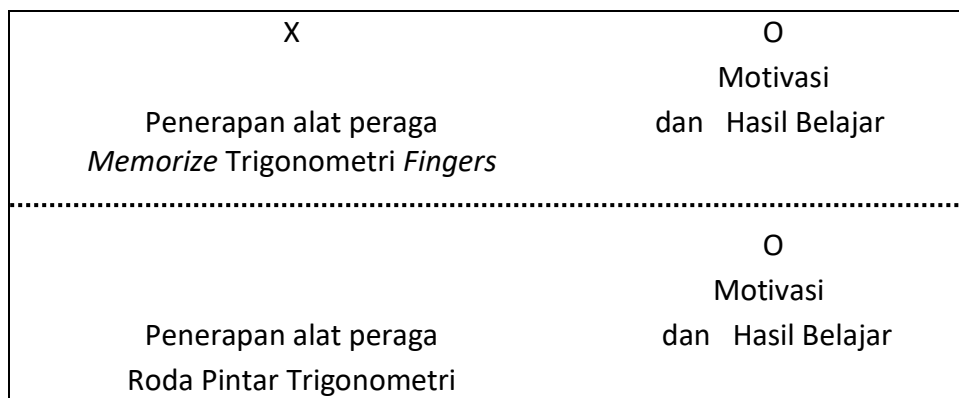 X O
Motivasi
Penerapan alat peraga dan Hasil Belajar
Memorize Trigonometri Fingers
O
Motivasi
Penerapan alat peraga dan Hasil Belajar
Roda Pintar Trigonometri